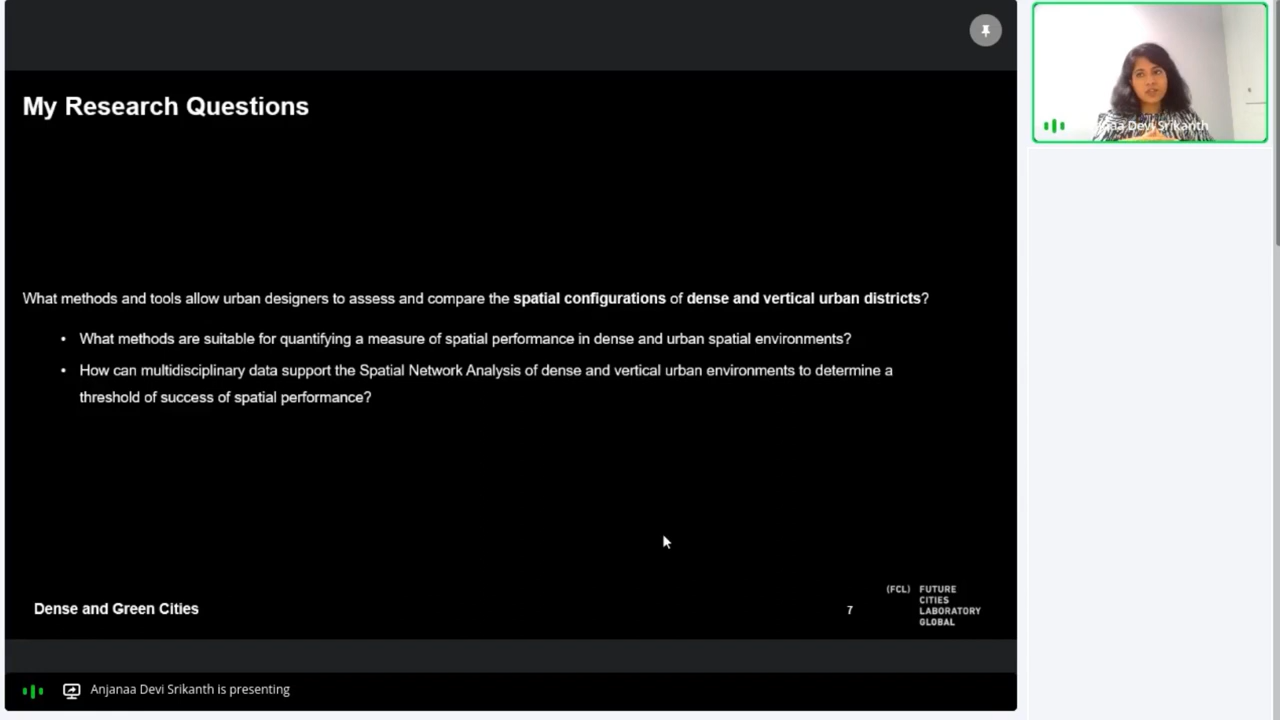 My Research Questions
What methods and tools allow urban designers to assess and compare the spatial configurations of dense and vertical urban districts?
• What methods are suitable for quantifying a measure of spatial performance in dense and urban spatial environments?
• How can multidisciplinary data support the Spatial Network Analysis of dense and vertical urban environments to determine a
threshold of success of spatial performance?
Dense and Green Cities
7
(FCL) FUTURE
CITIES
LABORATORY
GLOBAL
Anjanaa Devi Srikanth is presenting
Devi Srikanth